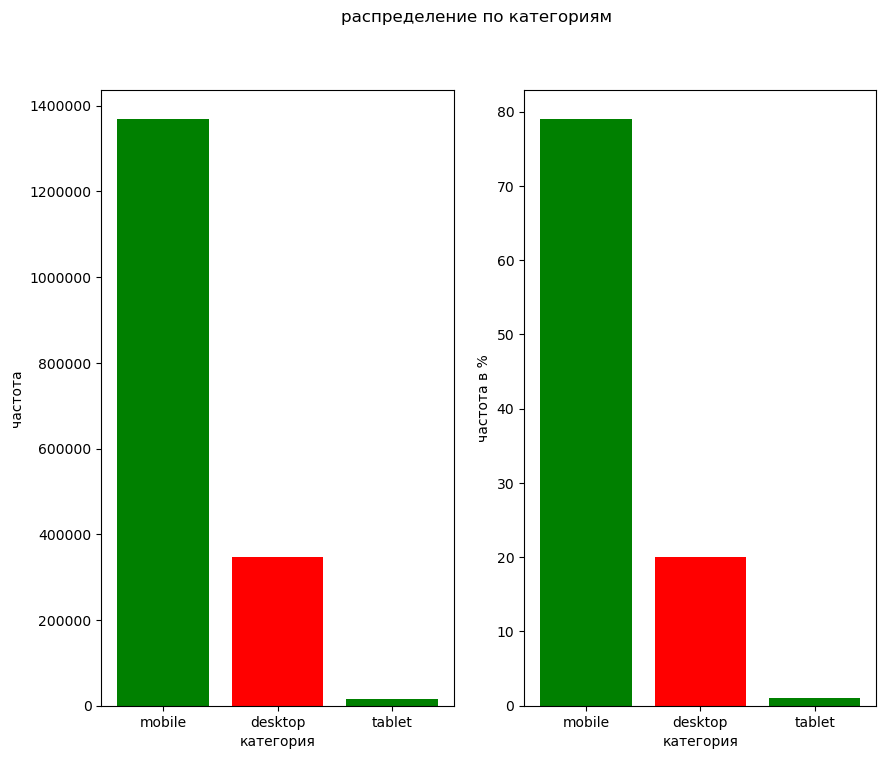 распределение по категориям
частота
1400000
1200000
1000000
800000
600000
400000
200000
0
mobile desktop tablet
категория
частота в %
80
70
60
50
40
30
20
10
0
mobile desktop tablet
категория